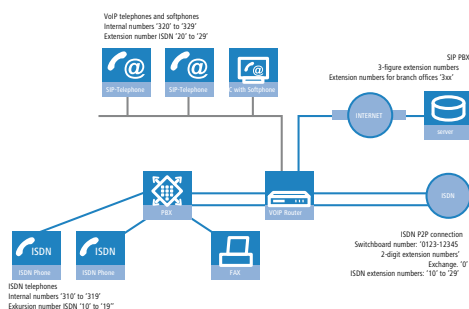 VoIP telephones and softphones
Internal numbers '320' to '329'
Extension number ISDN '20' to '29'
@
@
@
SIP-Telephone
SIP-Telephone
C with Softphone
SIP PBX
3-figure extension numbers
Extension numbers for branch offices '3xx'
INTERNET
server
PBX
VOIP Router
ISDN
ISDN
ISDN
ISDN Phone
ISDN Phone
FAX
ISDN P2P connection
Switchboard number: '0123-12345
2-digit extension numbers'
Exchange. '0'
ISDN extension numbers: '10' to '29'
ISDN telephones
Internal numbers '310' to '319'
Exkursion number ISDN '10' to '19'"